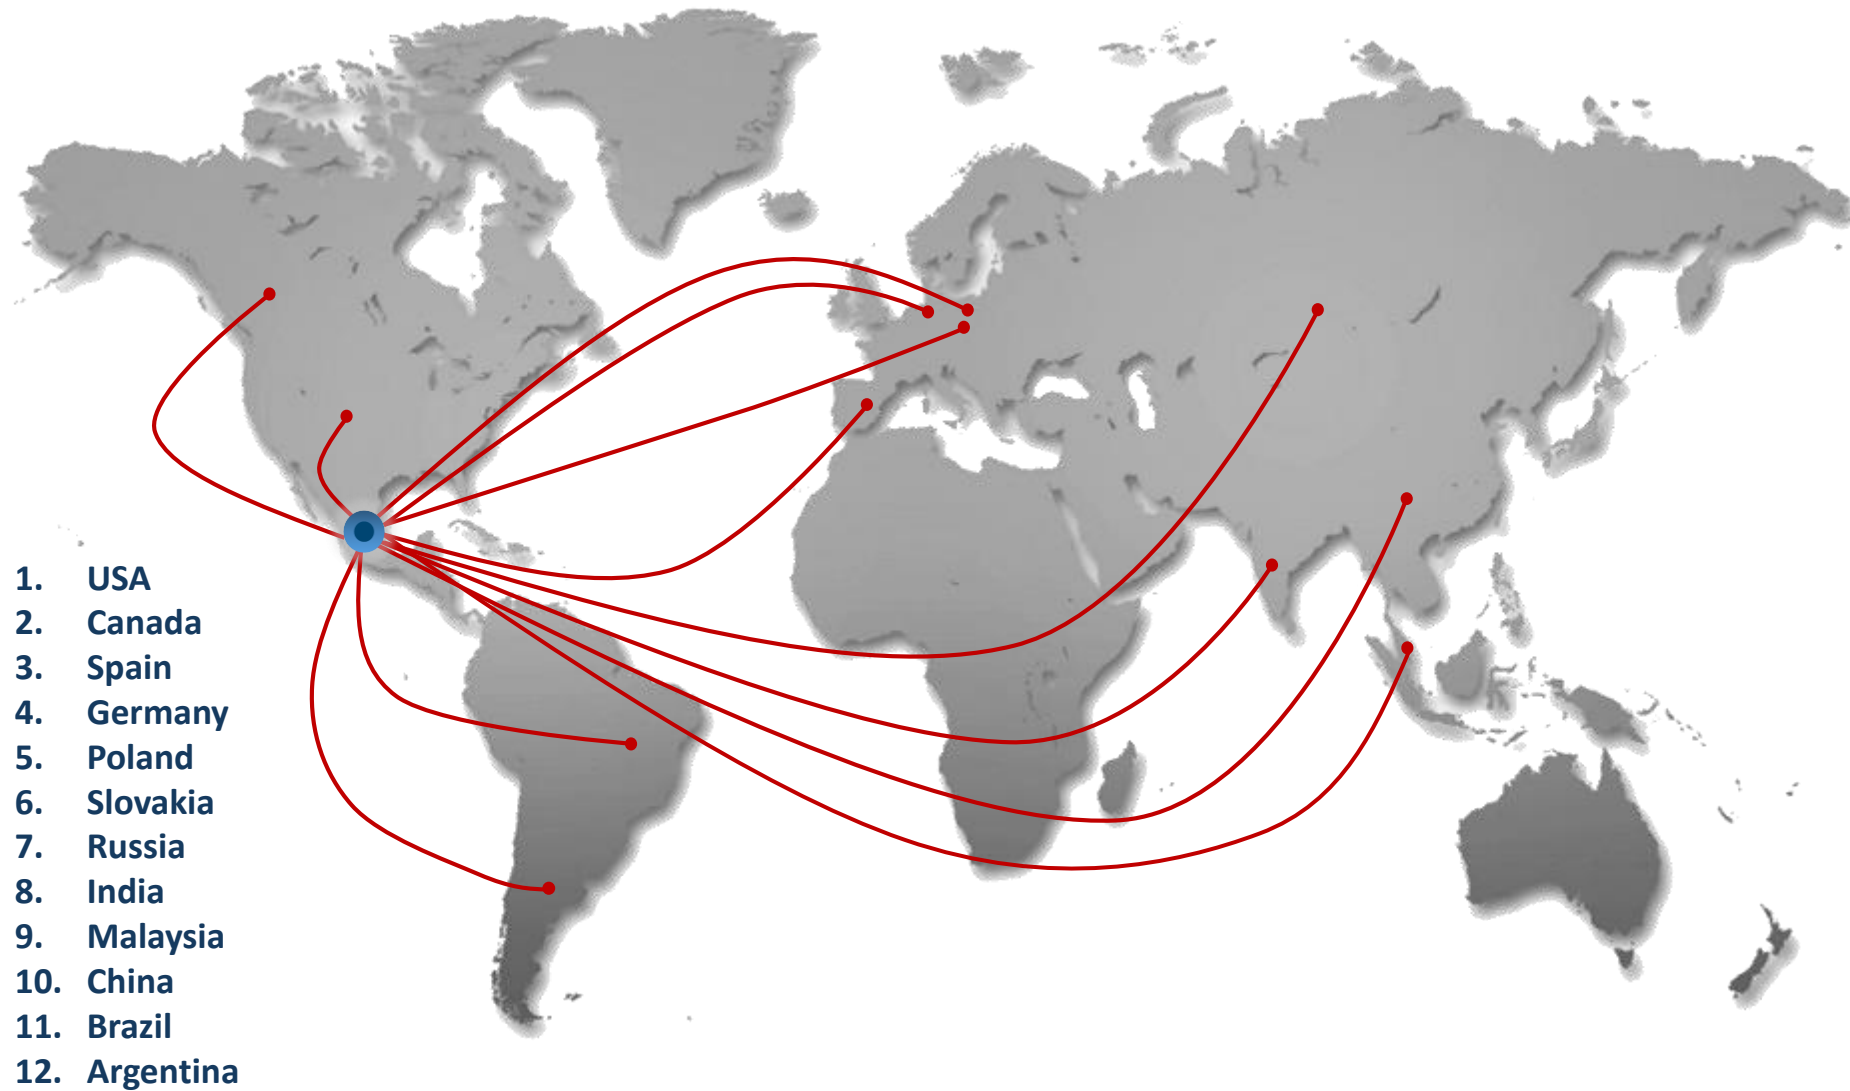 1. USA
2. Canada
3. Spain
4. Germany
5. Poland
6. Slovakia
7. Russia
8. India
9. Malaysia
10. China
11. Brazil
12. Argentina